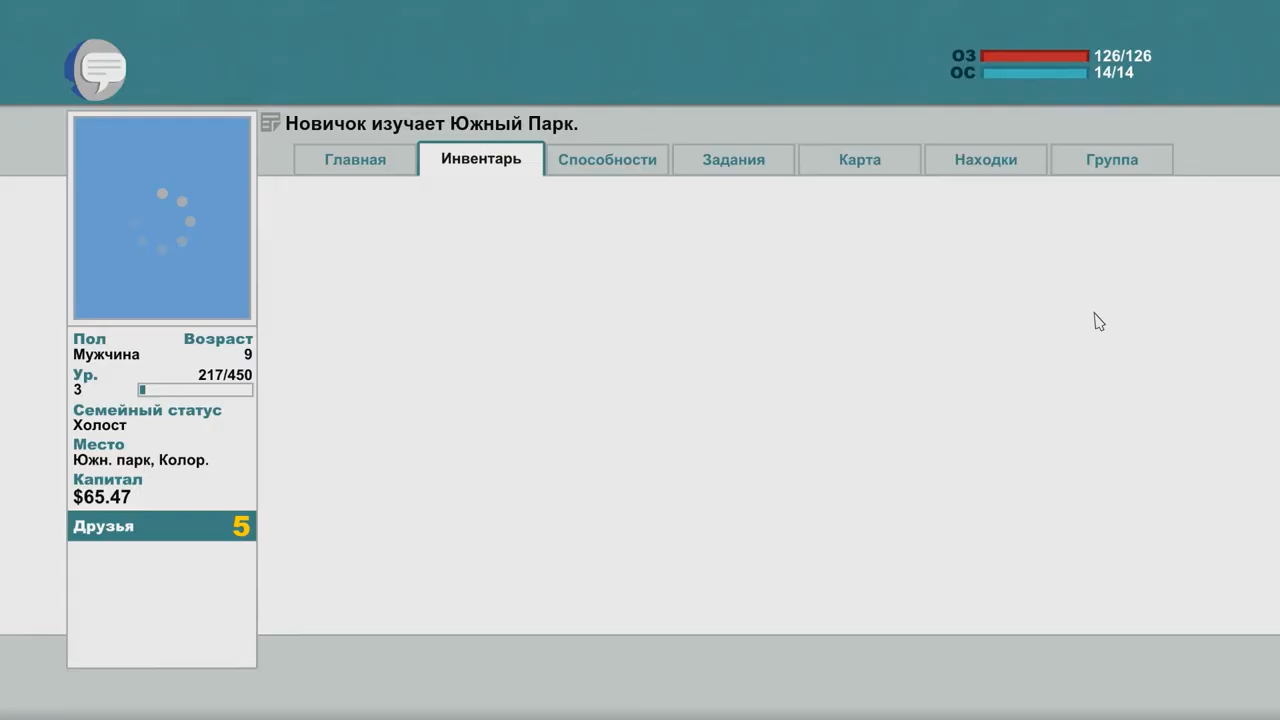 ОЗ 126/126
ОС 14/14
Новичок изучает Южный Парк.
Главная Инвентарь Способности Задания Карта Находки Группа
Пол Возраст
Мужчина 9
Ур. 217/450
3
Семейный статус
Холост
Место
Южн. парк, Колор.
Капитал
$65.47
Друзья 5